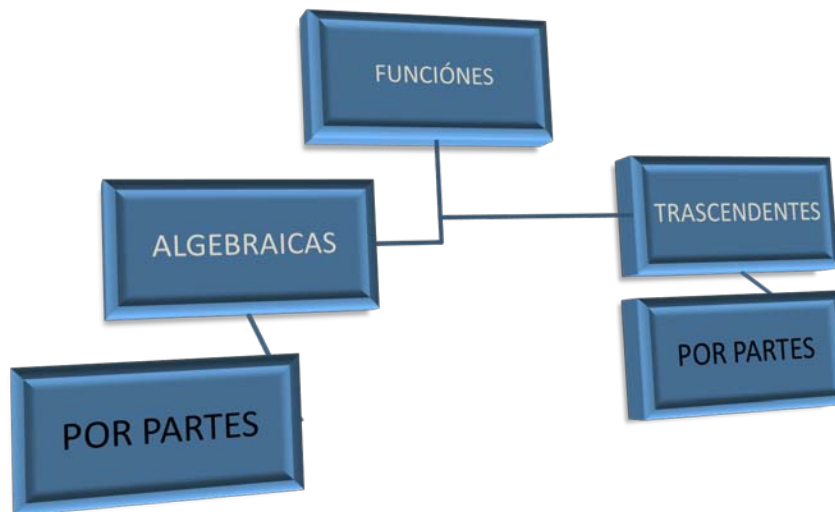 FUNCIÓNES
ALGEBRAICAS
TRASCENDENTES
POR PARTES
POR PARTES